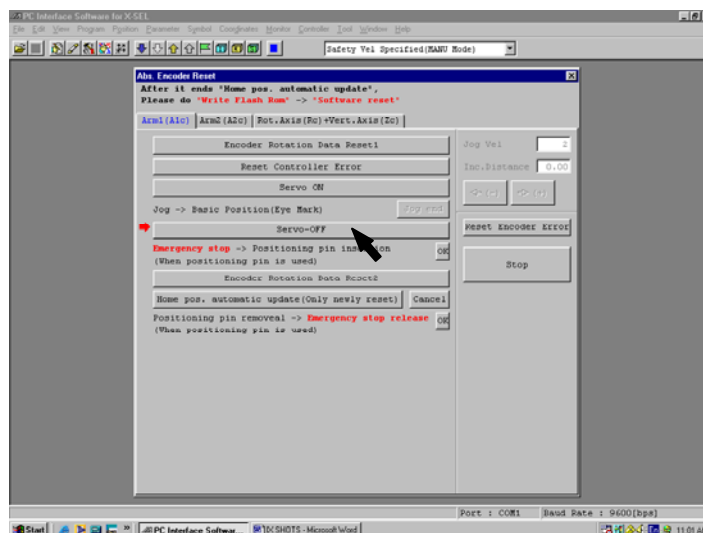 PC Interface Software for X-SEL
File Edit View Program Position Parameter Symbol Coordinates Monitor Controller Tool Window Help
Safety Vel Specified(MANU Mode)
Abs. Encoder Reset
After it ends "Home pos. automatic update",
Please do "Write Flash Rom" -> "Software reset"
Arm1(A1c) Arm2(A2c) Rot.Axis(Rc)+Vert.Axis(Zc)
Encoder Rotation Data Reset1
Jog Vel 2
Reset Controller Error
Inc.Distance 0.00
Servo ON
(-) (+)
Jog -> Basic Position(Eye Mark) Jog end
Servo-OFF
Reset Encoder Error
Emergency stop -> Positioning pin insertion OK
(When positioning pin is used)
Stop
Encoder Rotation Data Reset2
Home pos. automatic update(Only newly reset) Cancel
Positioning pin removeal -> Emergency stop release OK
(When positioning pin is used)
Port : COM1 Baud Rate : 9600[bps]
Start PC Interface Softwar... IX SHOTS - Microsoft Word 11:01 AM